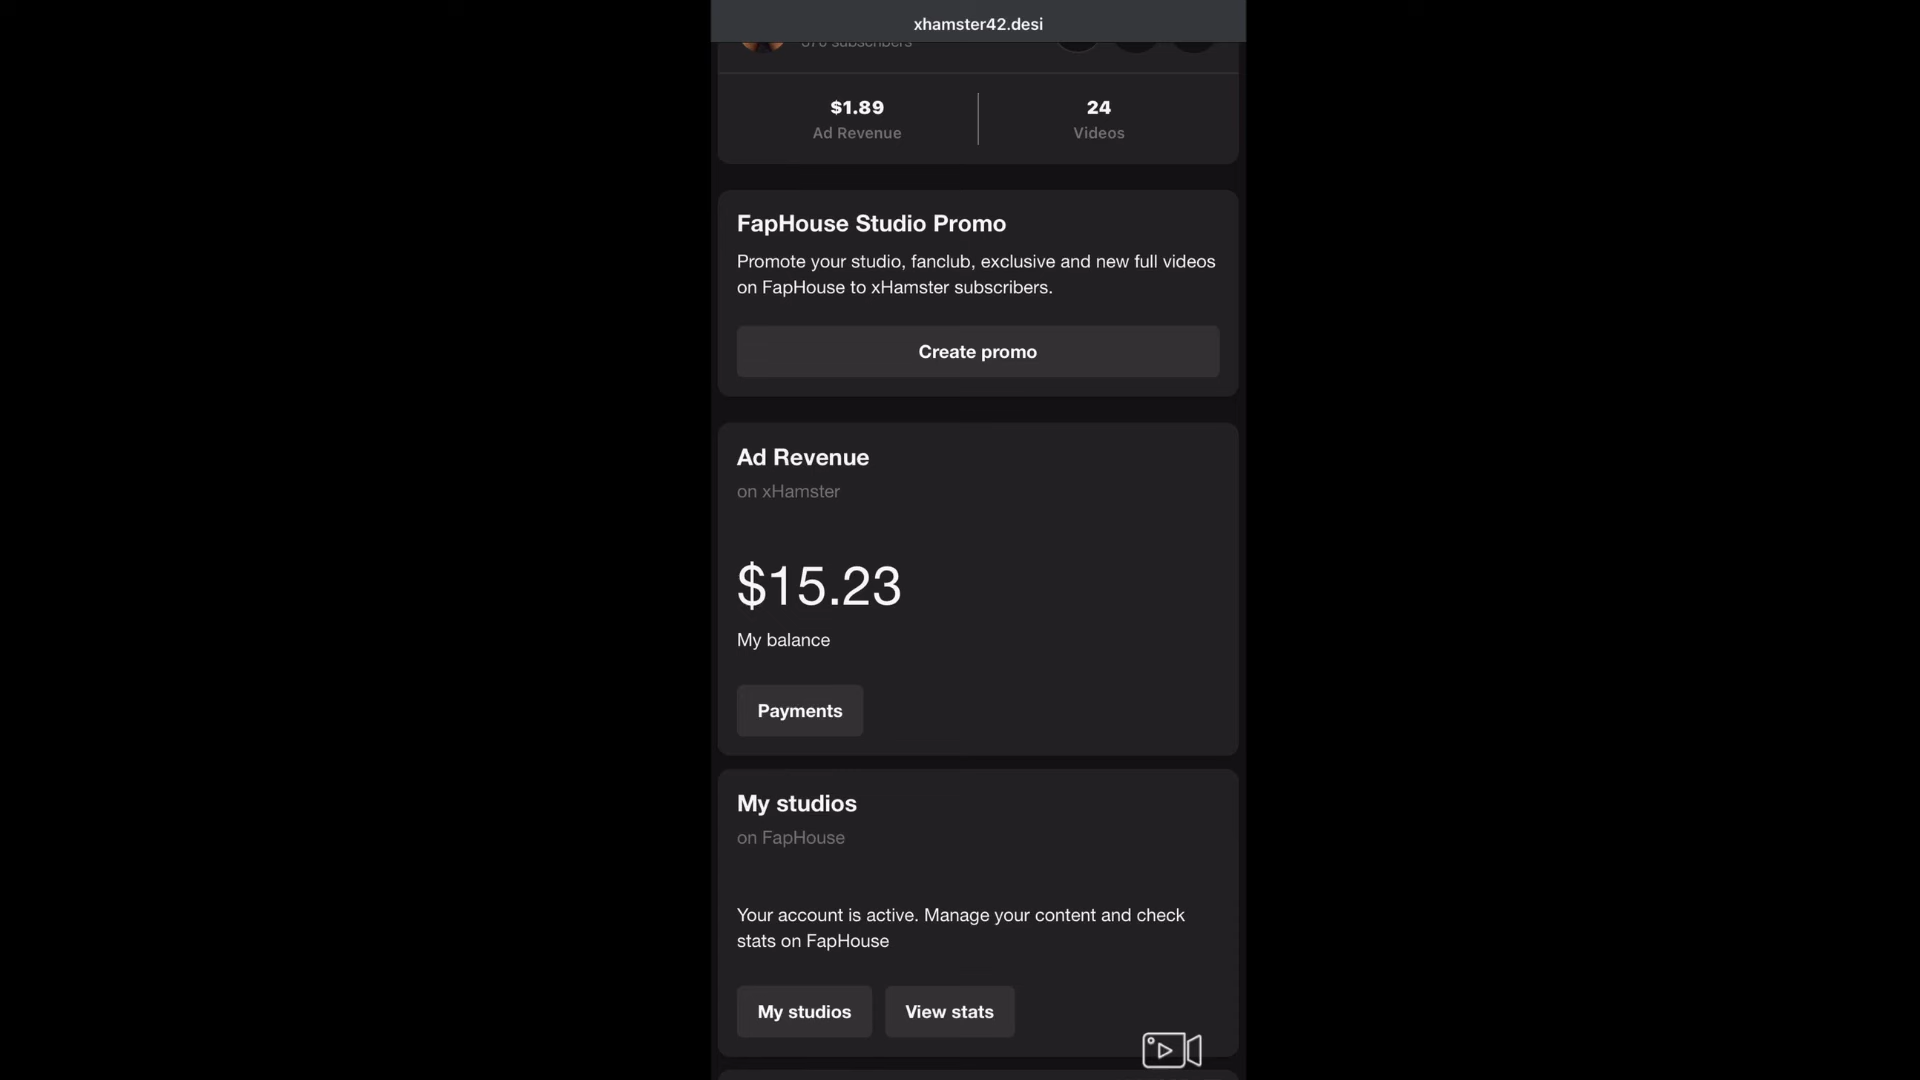 xhamster42.desi
subscribers
$1.89
Ad Revenue
24
Videos
FapHouse Studio Promo
Promote your studio, fanclub, exclusive and new full videos
on FapHouse to xHamster subscribers.
Create promo
Ad Revenue
on xHamster
$15.23
My balance
Payments
My studios
on FapHouse
Your account is active. Manage your content and check
stats on FapHouse
My studios
View stats